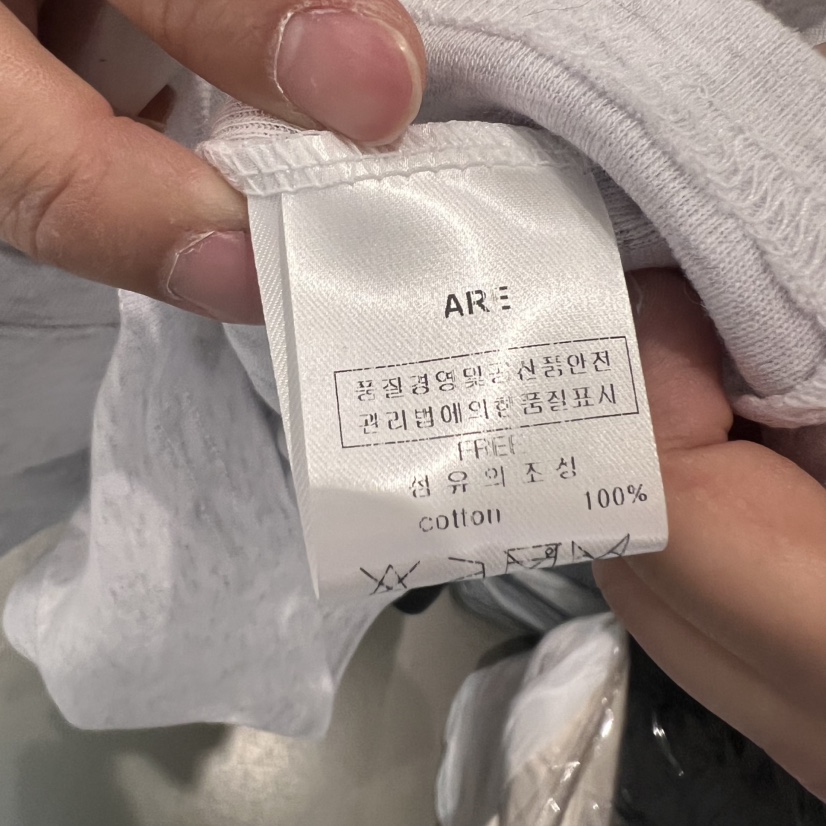 ARE
품질경영및공산품안전
관리법에의한품질표시
FREE
섬유의조성
cotton 100%